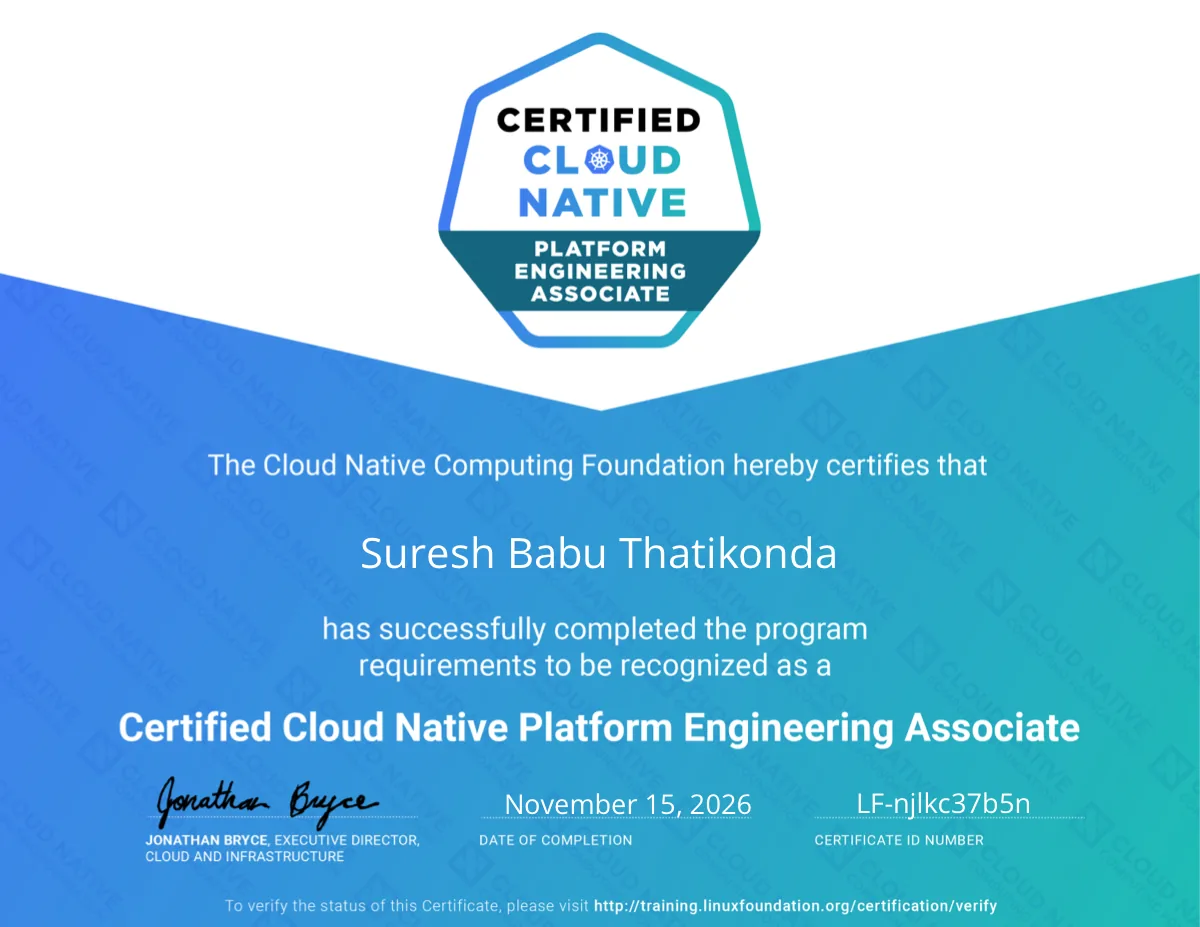 CERTIFIED
CLOUD
NATIVE
PLATFORM
ENGINEERING
ASSOCIATE
The Cloud Native Computing Foundation hereby certifies that
Suresh Babu Thatikonda
has successfully completed the program
requirements to be recognized as a
Certified Cloud Native Platform Engineering Associate
Jonathan Bryce
November 15, 2026
LF-njlkc37b5n
JONATHAN BRYCE, EXECUTIVE DIRECTOR,
CLOUD AND INFRASTRUCTURE
DATE OF COMPLETION
CERTIFICATE ID NUMBER
To verify the status of this Certificate, please visit http://training.linuxfoundation.org/certification/verify